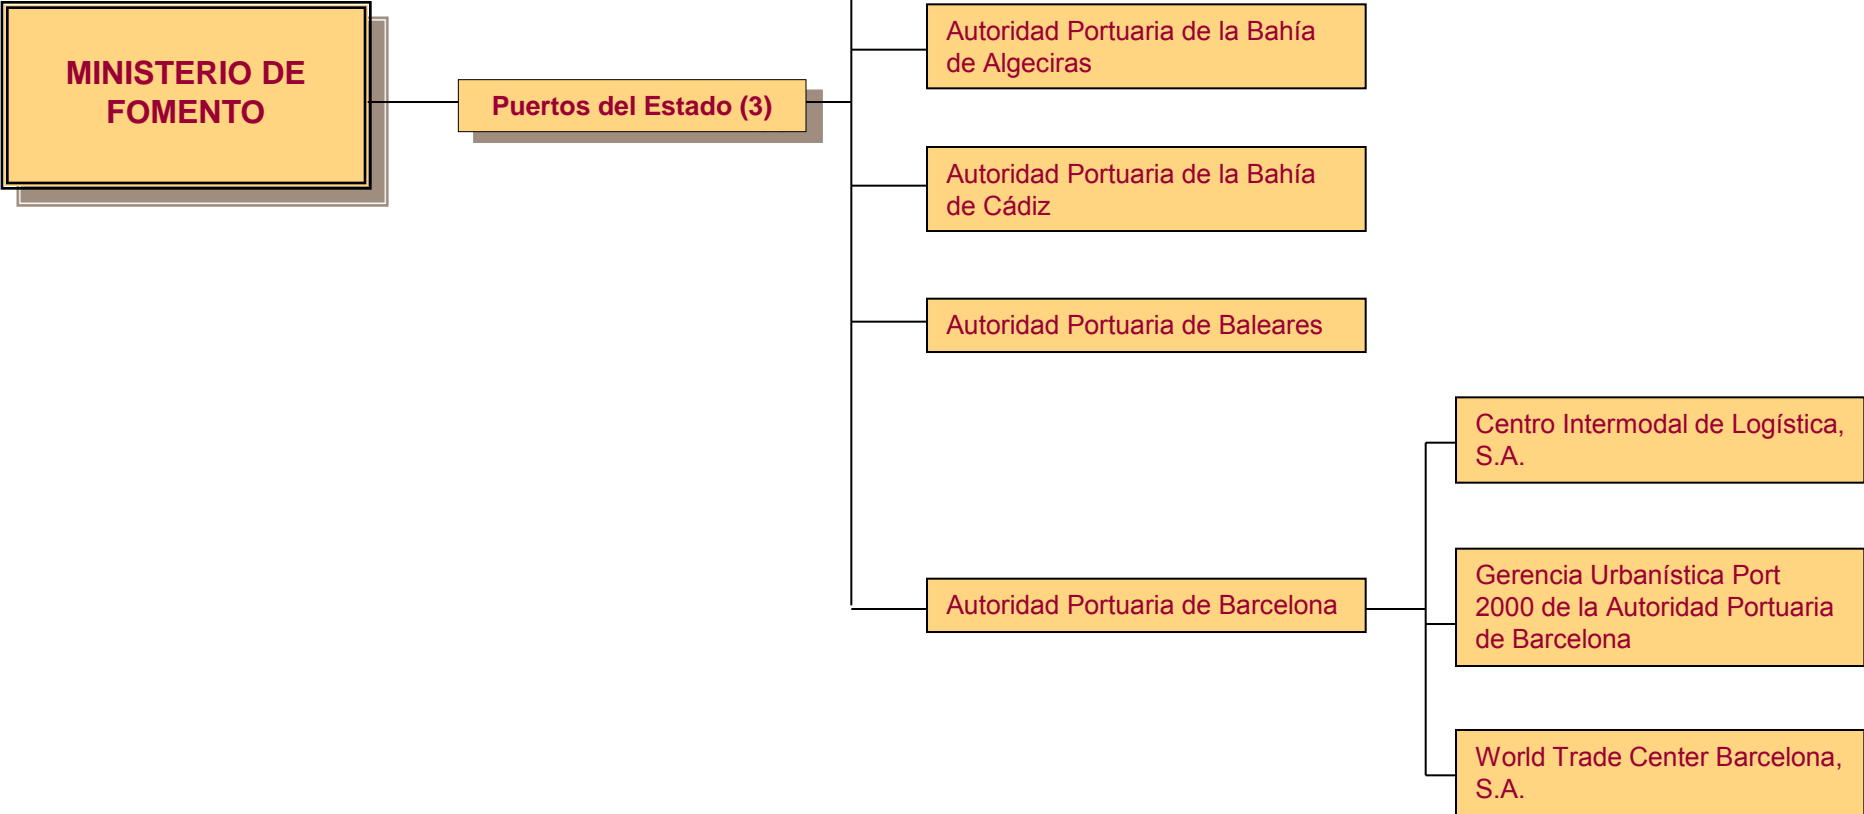 MINISTERIO DE
FOMENTO
Puertos del Estado (3)
Autoridad Portuaria de la Bahía
de Algeciras
Autoridad Portuaria de la Bahía
de Cádiz
Autoridad Portuaria de Baleares
Autoridad Portuaria de Barcelona
Centro Intermodal de Logística,
S.A.
Gerencia Urbanística Port
2000 de la Autoridad Portuaria
de Barcelona
World Trade Center Barcelona,
S.A.